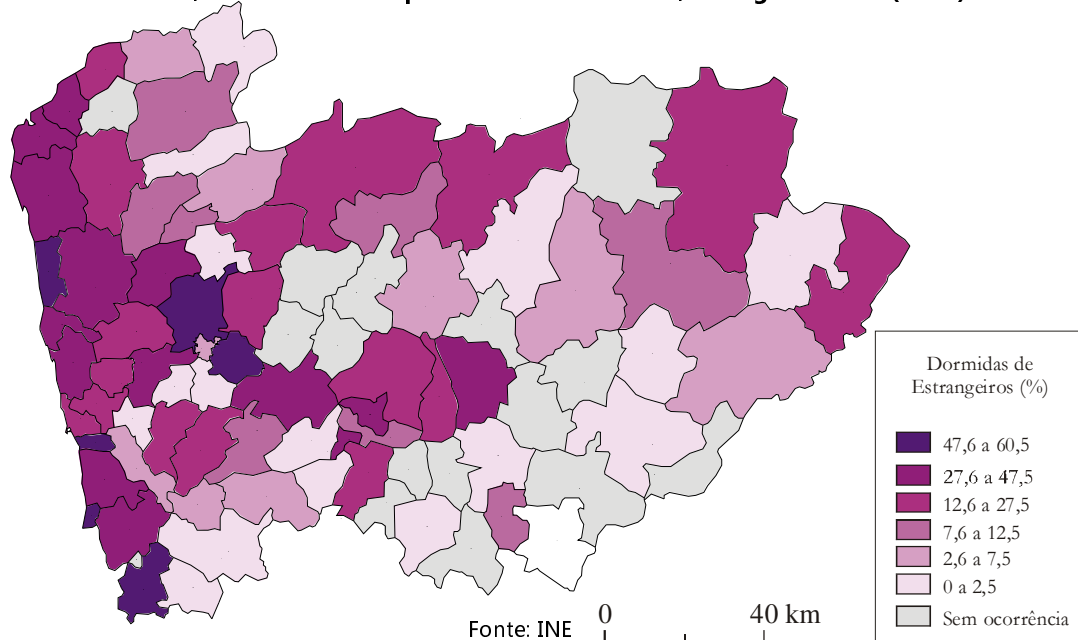 Dormidas de
Estrangeiros (%)
47,6 a 60,5
27,6 a 47,5
12,6 a 27,5
7,6 a 12,5
2,6 a 7,5
0 a 2,5
Sem ocorrência
0 40 km
Fonte: INE